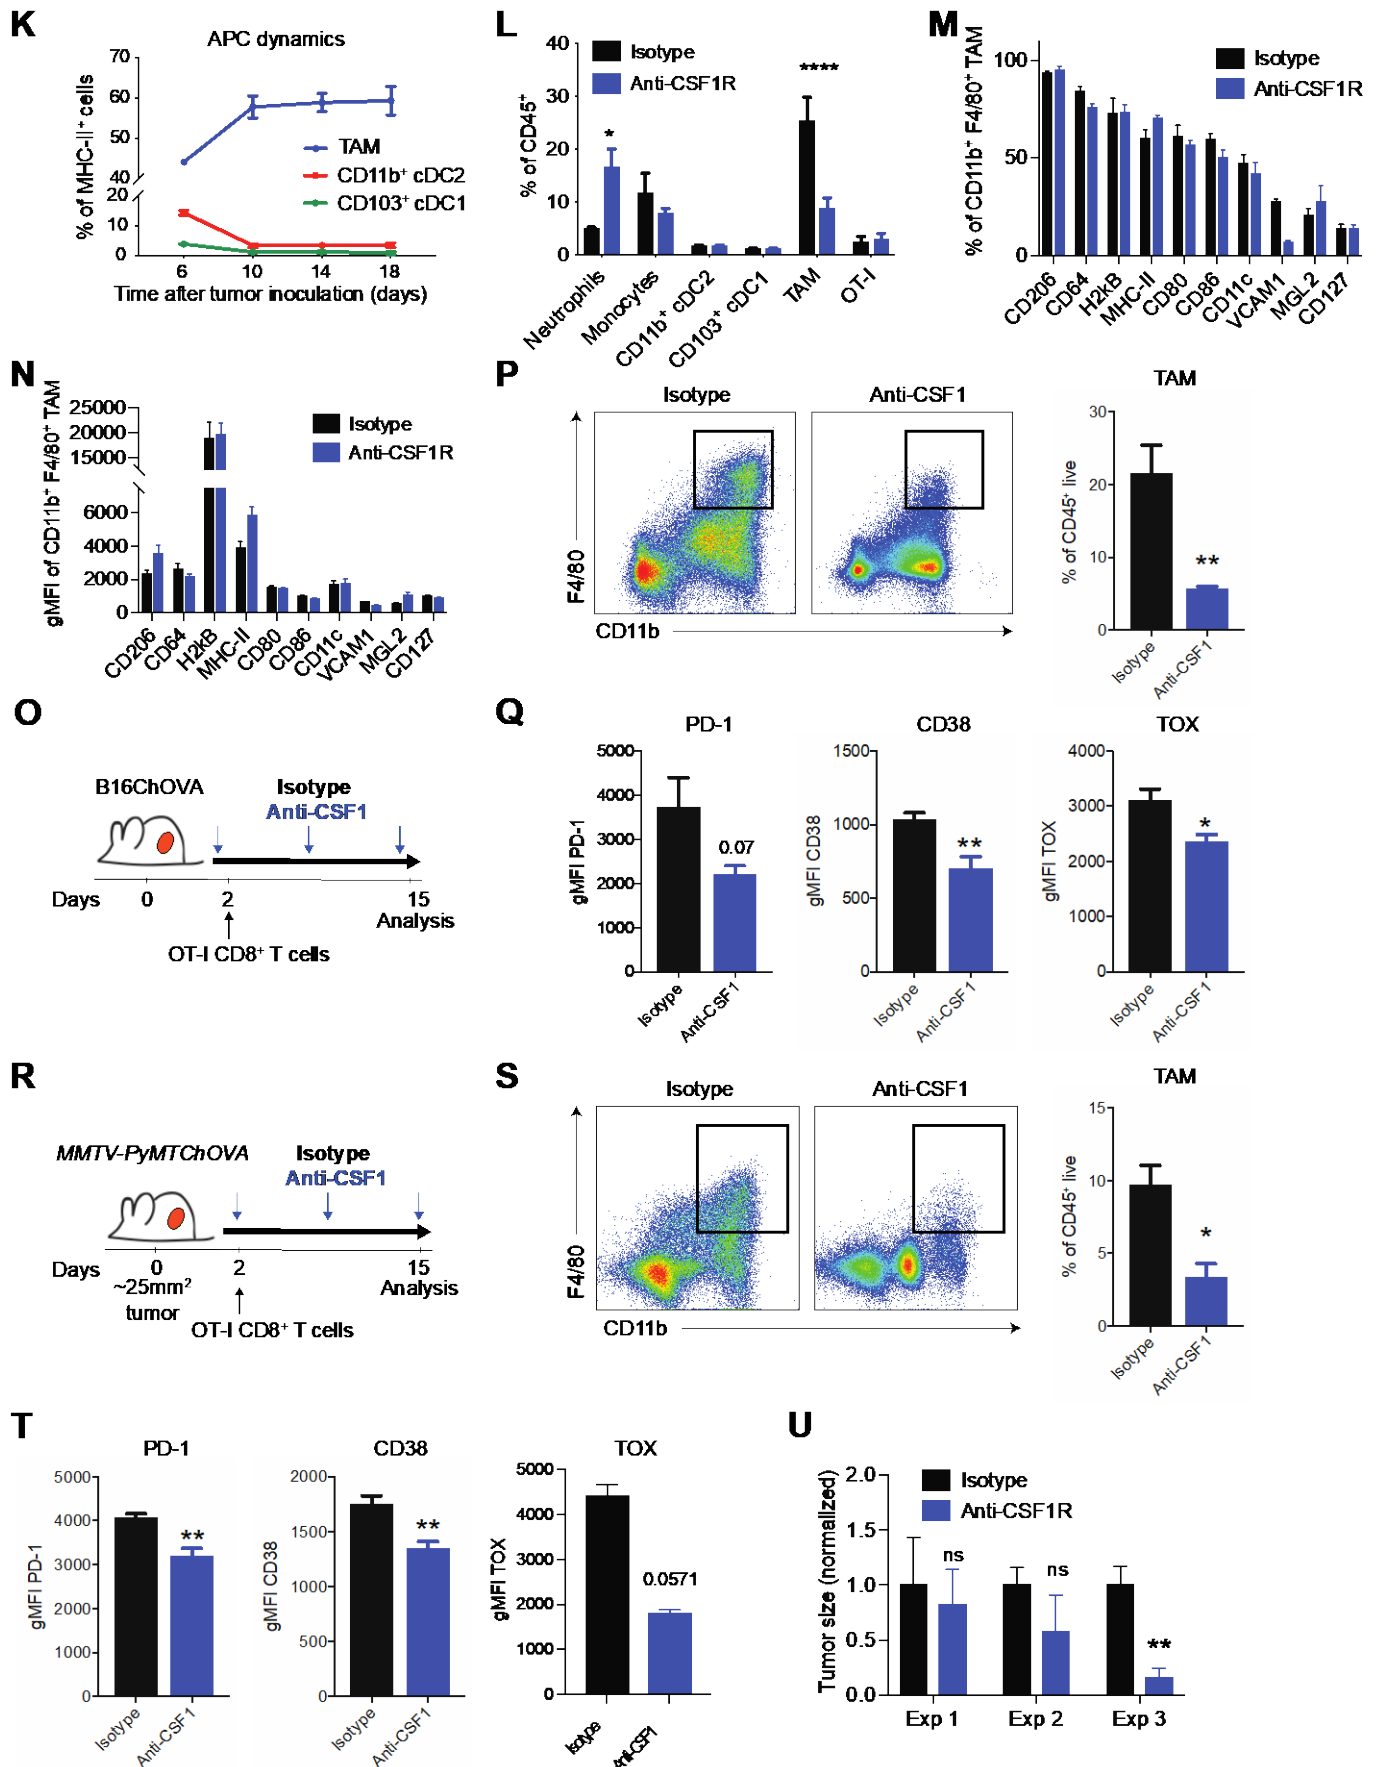 K
APC dynamics
% of MHC-II⁺ cells
70
60
50
40
20
10
0
TAM
CD11b⁺ cDC2
CD103⁺ cDC1
6 10 14 18
Time after tumor inoculation (days)
L
% of CD45⁺
40
30
20
10
0
Isotype
Anti-CSF1R
*
****
Neutrophils
Monocytes
CD11b⁺ cDC2
CD103⁺ cDC1
TAM
OT-I
M
% of CD11b⁺ F4/80⁺ TAM
100
50
0
Isotype
Anti-CSF1R
CD206
CD64
H2kB
MHC-II
CD80
CD86
CD11c
VCAM1
MGL2
CD127
N
gMFI of CD11b⁺ F4/80⁺ TAM
25000
20000
15000
6000
4000
2000
0
Isotype
Anti-CSF1R
CD206
CD64
H2kB
MHC-II
CD80
CD86
CD11c
VCAM1
MGL2
CD127
P
Isotype
Anti-CSF1
F4/80
CD11b
TAM
% of CD45⁺ live
30
20
10
0
**
Isotype
Anti-CSF1
O
B16ChOVA
Isotype
Anti-CSF1
Days 0 2 15
Analysis
OT-I CD8⁺ T cells
Q
PD-1
gMFI PD-1
5000
4000
3000
2000
1000
0
0.07
Isotype
Anti-CSF1
CD38
gMFI CD38
1500
1000
500
0
**
Isotype
Anti-CSF1
TOX
gMFI TOX
4000
3000
2000
1000
0
*
Isotype
Anti-CSF1
R
MMTV-PyMTChOVA
Isotype
Anti-CSF1
Days 0 2 15
~25mm²
tumor
Analysis
OT-I CD8⁺ T cells
S
Isotype
Anti-CSF1
F4/80
CD11b
TAM
% of CD45⁺ live
15
10
5
0
*
Isotype
Anti-CSF1
T
PD-1
gMFI PD-1
5000
4000
3000
2000
1000
0
**
Isotype
Anti-CSF1
CD38
gMFI CD38
2000
1500
1000
500
0
**
Isotype
Anti-CSF1
TOX
gMFI TOX
5000
4000
3000
2000
1000
0
0.0571
Isotype
Anti-CSF1
U
Tumor size (normalized)
2.0
1.5
1.0
0.5
0.0
Isotype
Anti-CSF1R
ns
ns
**
Exp 1 Exp 2 Exp 3